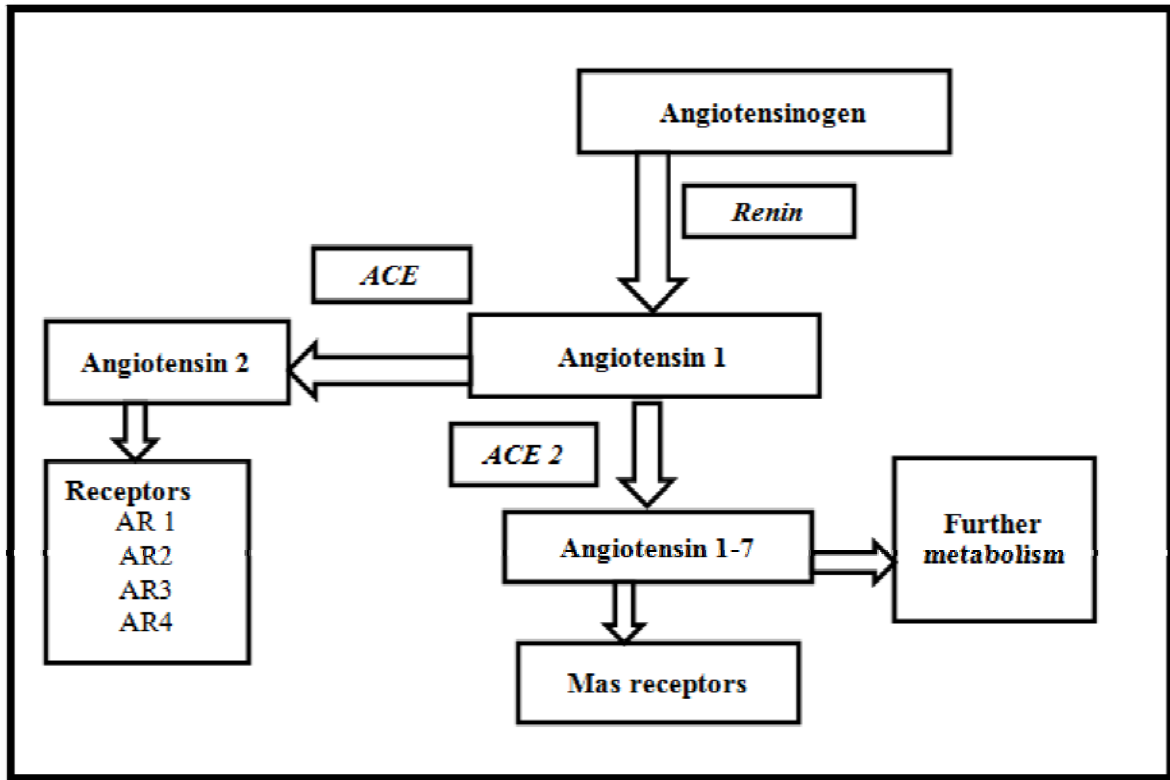 Angiotensinogen
Renin
ACE
Angiotensin 2
Angiotensin 1
ACE 2
Receptors
AR 1
AR2
AR3
AR4
Angiotensin 1-7
Further
metabolism
Mas receptors